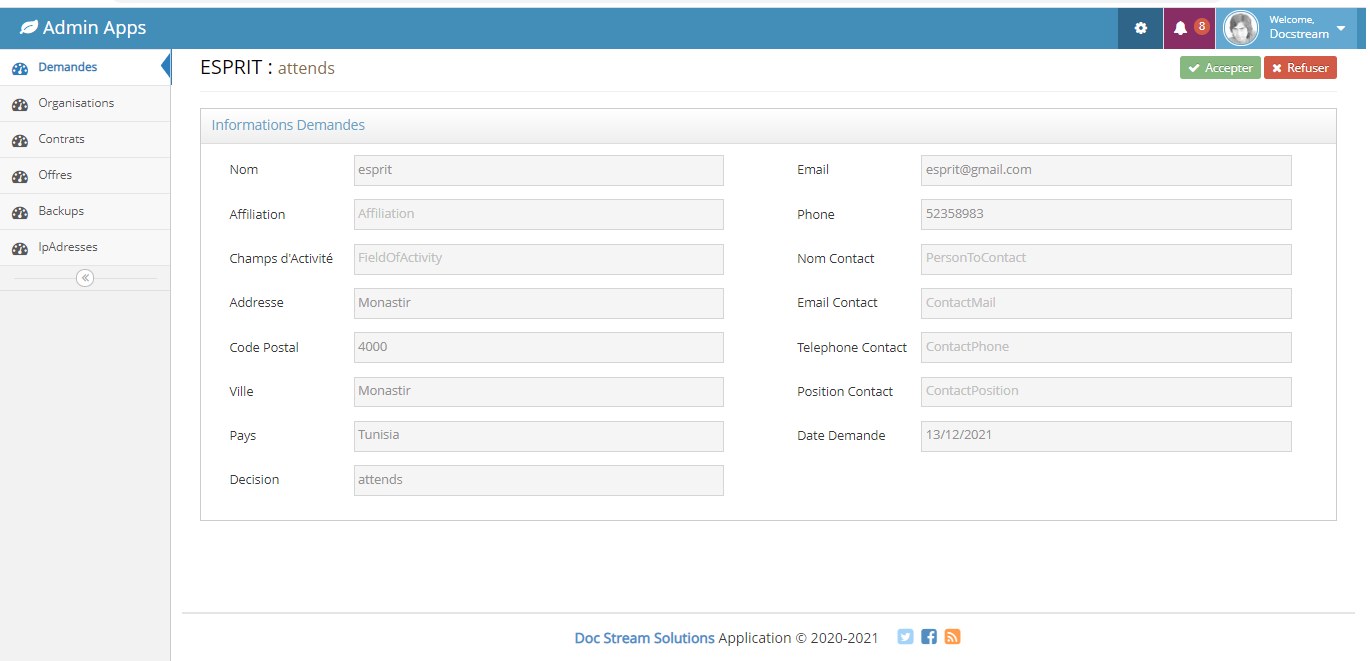 Admin Apps
8
Welcome,
Docstream
Demandes
Organisations
Contrats
Offres
Backups
IpAdresses
ESPRIT : attends
Accepter
Refuser
Informations Demandes
Nom esprit
Email esprit@gmail.com
Affiliation Affiliation
Phone 52358983
Champs d'Activité FieldOfActivity
Nom Contact PersonToContact
Addresse Monastir
Email Contact ContactMail
Code Postal 4000
Telephone Contact ContactPhone
Ville Monastir
Position Contact ContactPosition
Pays Tunisia
Date Demande 13/12/2021
Decision attends
Doc Stream Solutions Application © 2020-2021